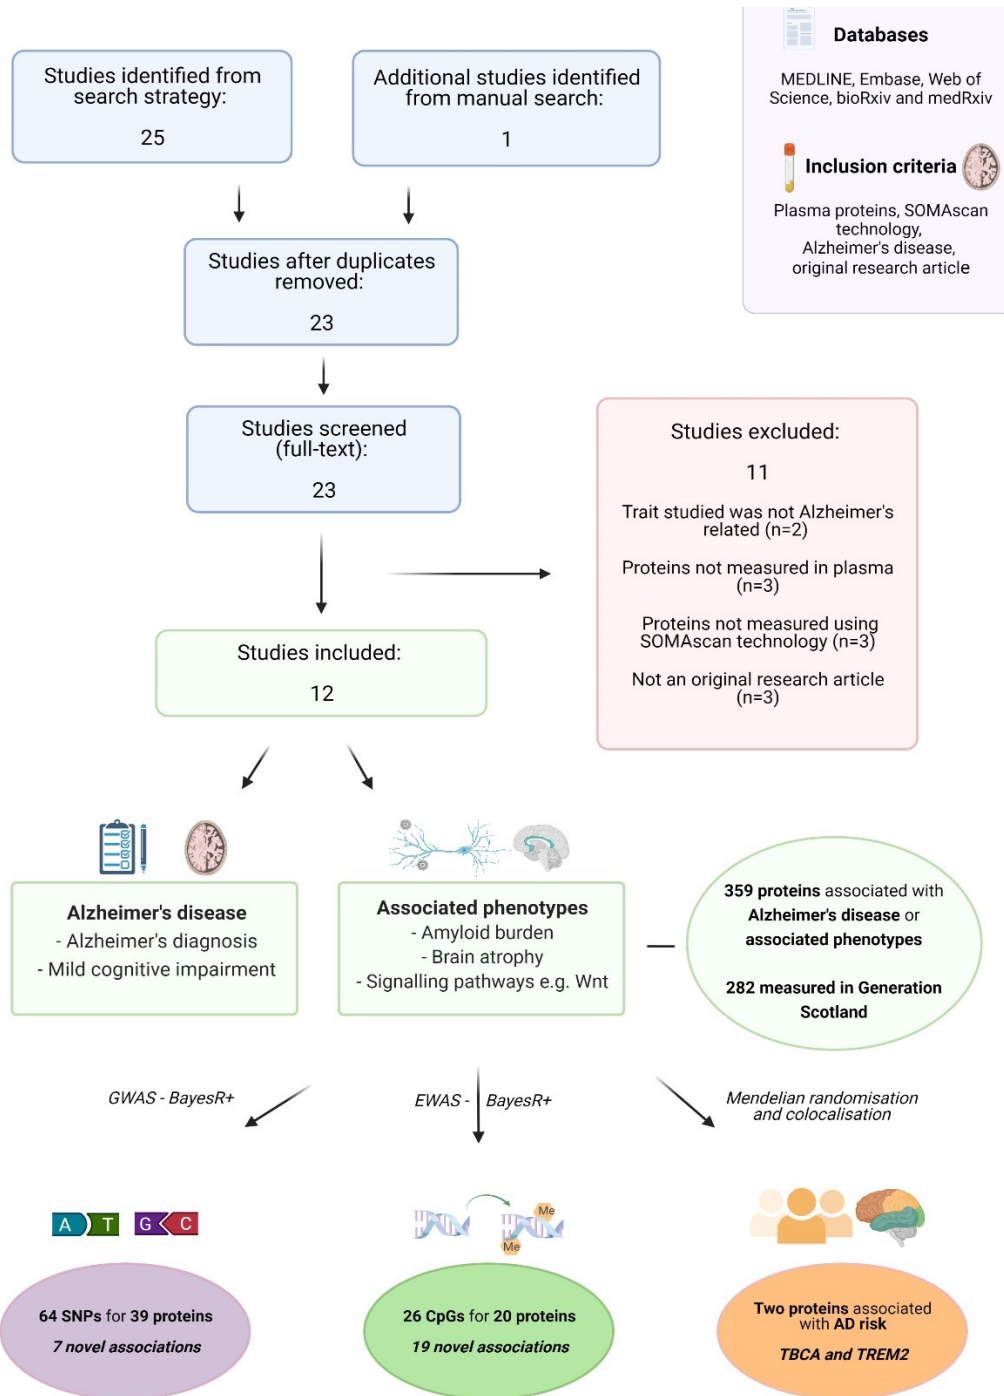 Studies identified from
search strategy:
25
Additional studies identified
from manual search:
1
Databases
MEDLINE, Embase, Web of
Science, bioRxiv and medRxiv
Inclusion criteria
Plasma proteins, SOMAscan
technology,
Alzheimer's disease,
original research article
Studies after duplicates
removed:
23
Studies screened
(full-text):
23
Studies excluded:
11
Trait studied was not Alzheimer's
related (n=2)
Proteins not measured in plasma
(n=3)
Proteins not measured using
SOMAscan technology (n=3)
Not an original research article
(n=3)
Studies included:
12
Alzheimer's disease
- Alzheimer's diagnosis
- Mild cognitive impairment
Associated phenotypes
- Amyloid burden
- Brain atrophy
- Signalling pathways e.g. Wnt
359 proteins associated with
Alzheimer's disease or
associated phenotypes
282 measured in Generation
Scotland
GWAS - BayesR+
EWAS - BayesR+
Mendelian randomisation
and colocalisation
A T G C
Me
Me
64 SNPs for 39 proteins
7 novel associations
26 CpGs for 20 proteins
19 novel associations
Two proteins associated
with AD risk
TBCA and TREM2